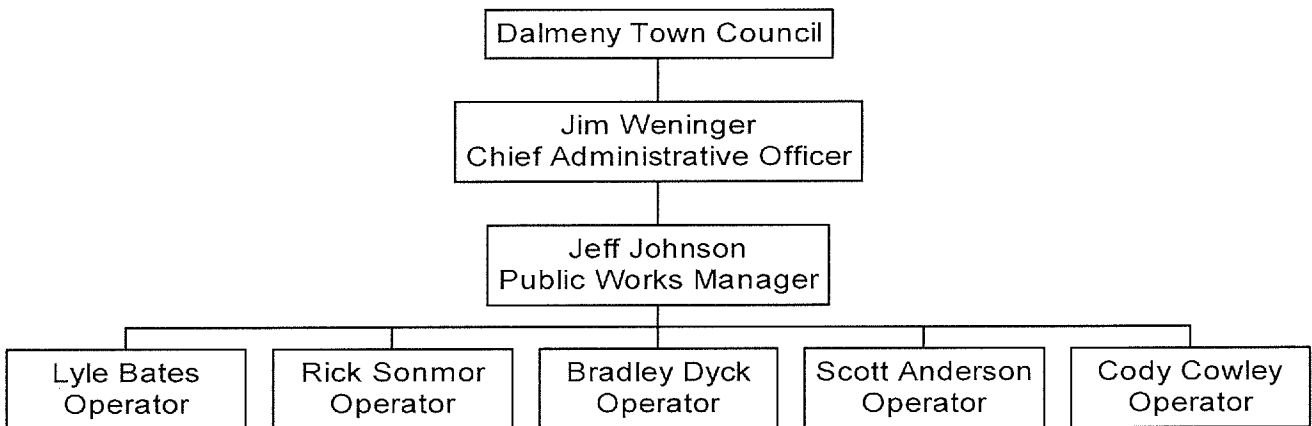 Dalmeny Town Council
Jim Weninger
Chief Administrative Officer
Jeff Johnson
Public Works Manager
Lyle Bates
Operator
Rick Sonmor
Operator
Bradley Dyck
Operator
Scott Anderson
Operator
Cody Cowley
Operator